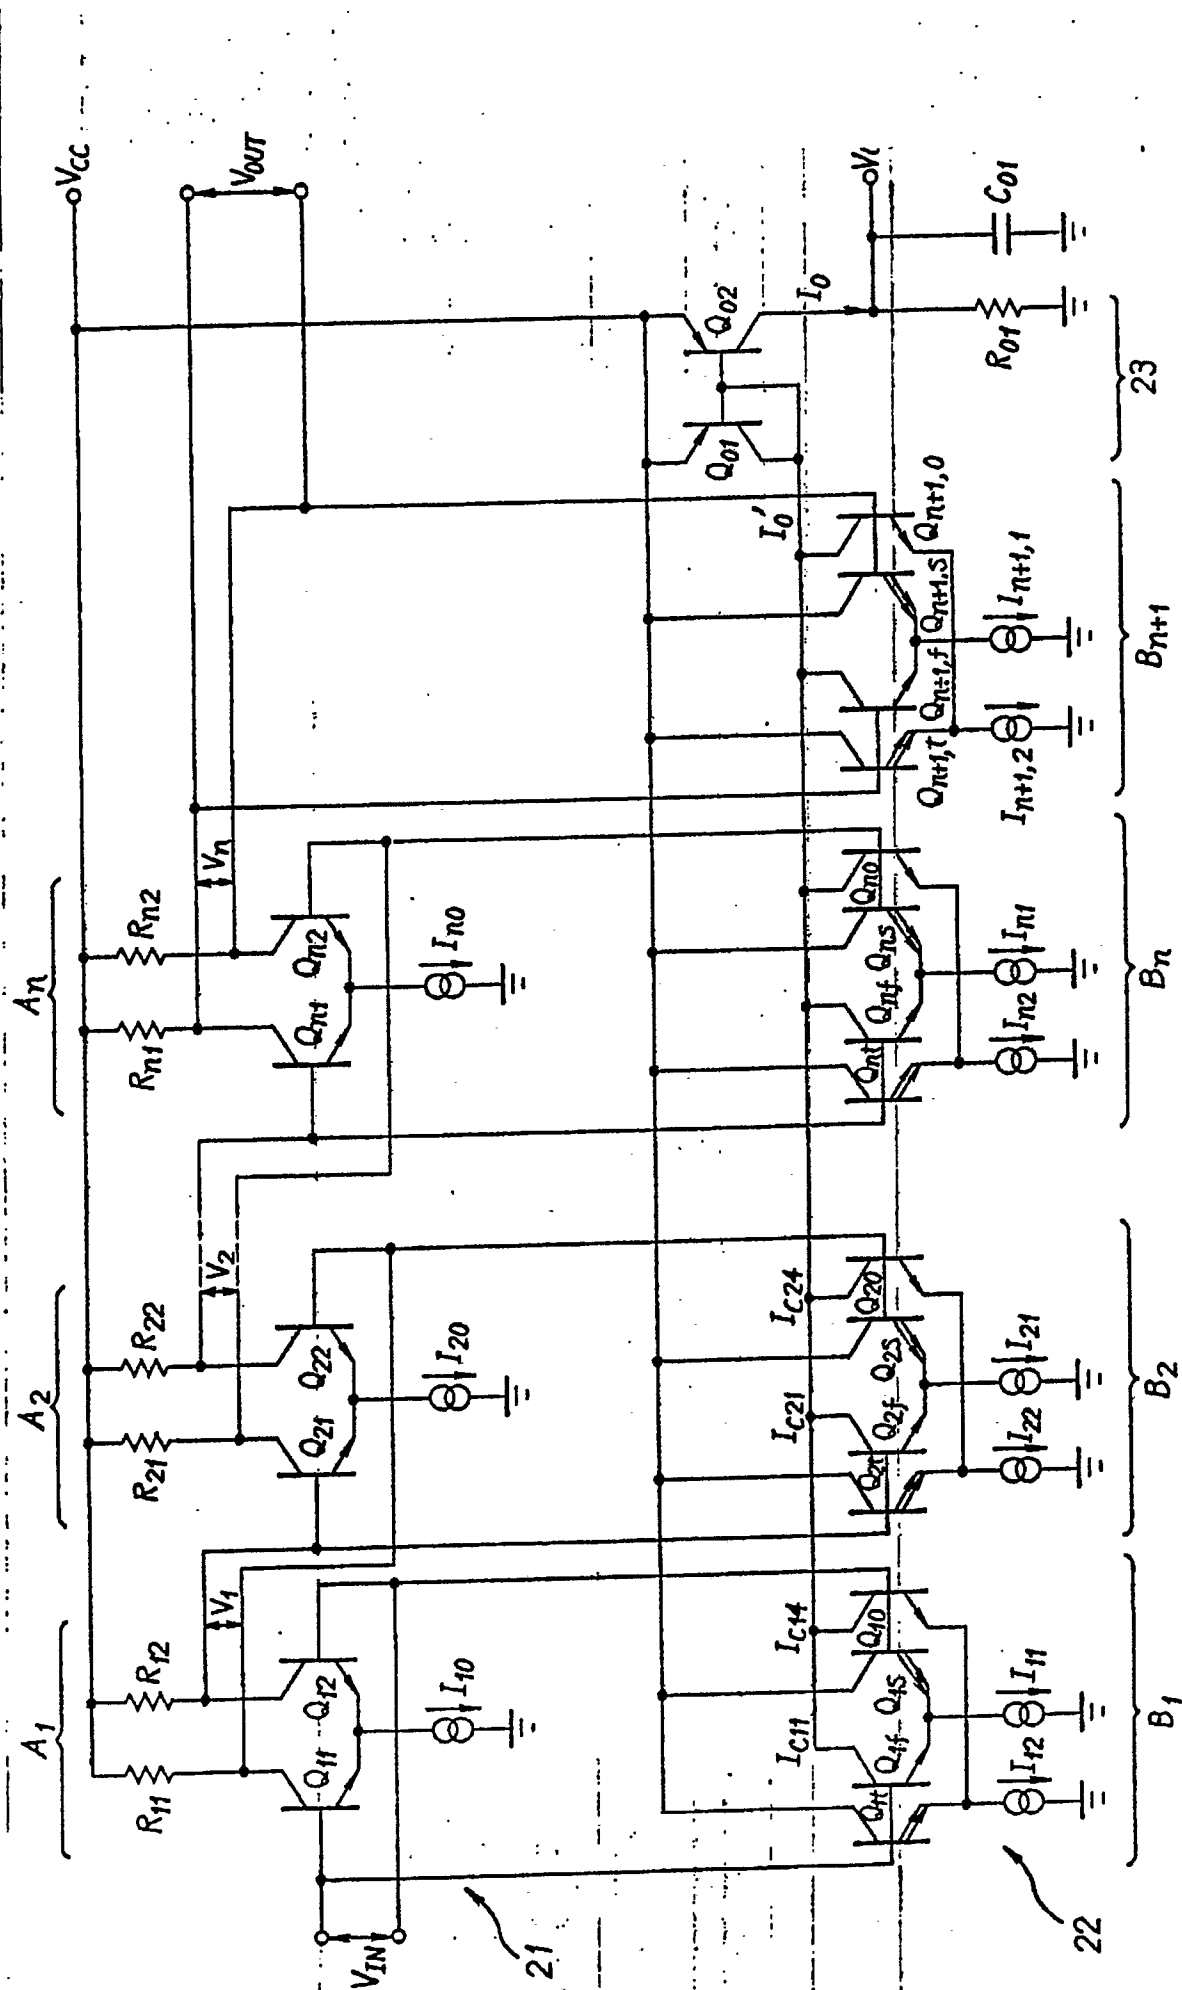 A1
A2
An
VCC
R11
R12
R21
R22
Rn1
Rn2
V1
V2
Vn
VOUT
Q11
Q12
Q21
Q22
Qn1
Qn2
VIN
I10
I20
In0
21
IC11
IC14
IC21
IC24
I0'
Q01
Q02
I0
Vi
Q1t
Q1f
Q1s
Q10
Q2t
Q2f
Q2s
Q20
Qnt
Qnf
Qns
Qn0
Qn+1,t
Qn+1,f
Qn+1,s
Qn+1,0
I12
I11
I22
I21
In2
In1
In+1,2
In+1,1
R01
C01
22
B1
B2
Bn
Bn+1
23